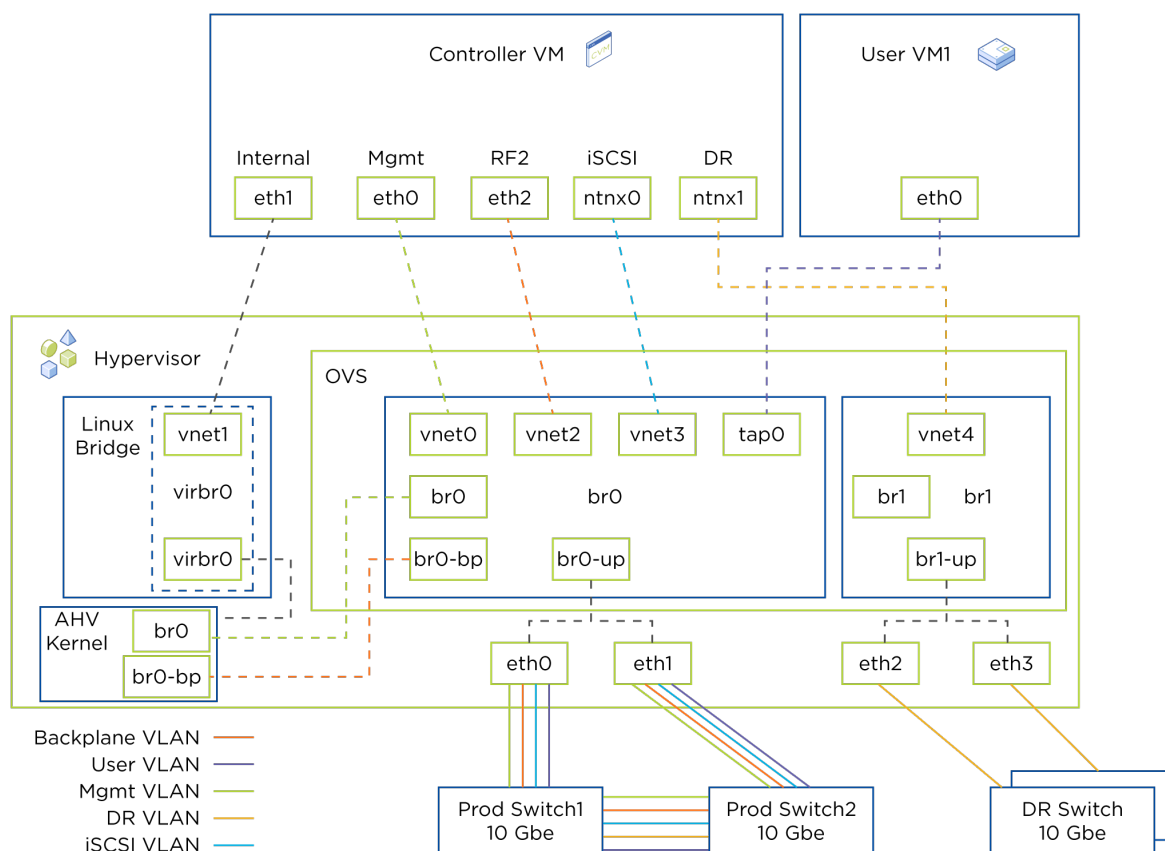 Controller VM
CVM
User VM1
Internal
Mgmt
RF2
iSCSI
DR
eth1
eth0
eth2
ntnx0
ntnx1
eth0
Hypervisor
OVS
Linux
Bridge
vnet1
virbr0
virbr0
vnet0
vnet2
vnet3
tap0
br0
br0
br0-bp
br0-up
vnet4
br1
br1
br1-up
AHV
Kernel
br0
br0-bp
eth0
eth1
eth2
eth3
Backplane VLAN
User VLAN
Mgmt VLAN
DR VLAN
iSCSI VLAN
Prod Switch1
10 Gbe
Prod Switch2
10 Gbe
DR Switch
10 Gbe